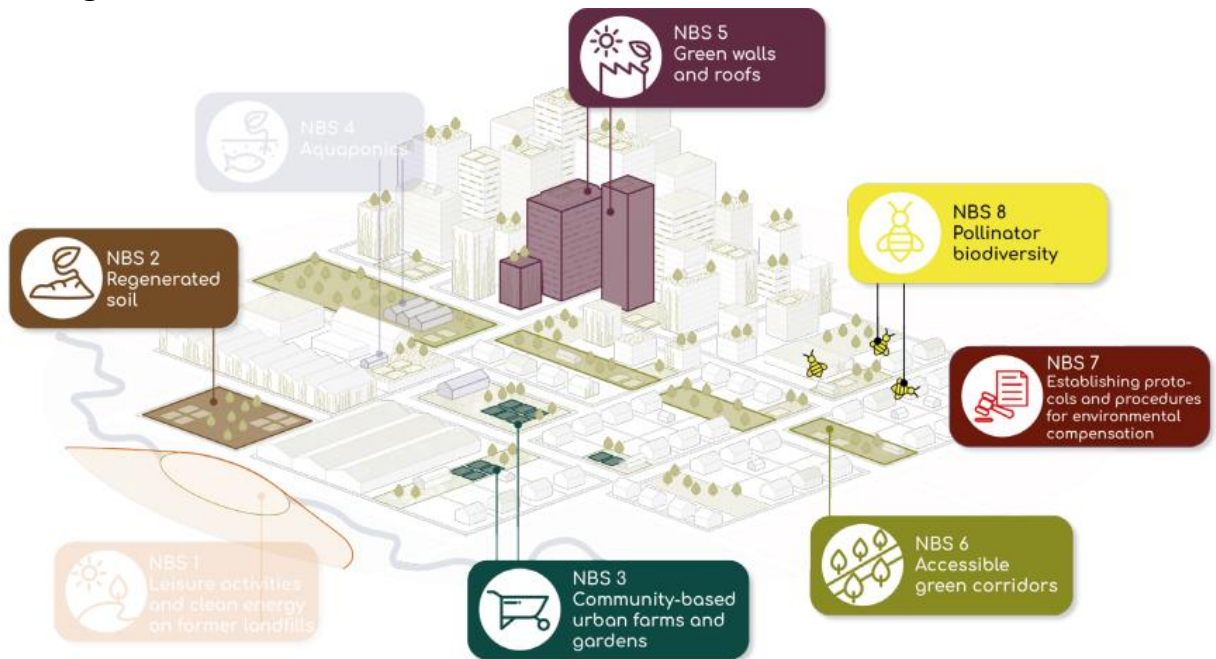 NBS 5
Green walls
and roofs
NBS 4
Aquaponics
NBS 8
Pollinator
biodiversity
NBS 2
Regenerated
soil
NBS 7
Establishing proto-
cols and procedures
for environmental
compensation
NBS 1
Leisure activities
and clean energy
on former landfills
NBS 3
Community-based
urban farms and
gardens
NBS 6
Accessible
green corridors